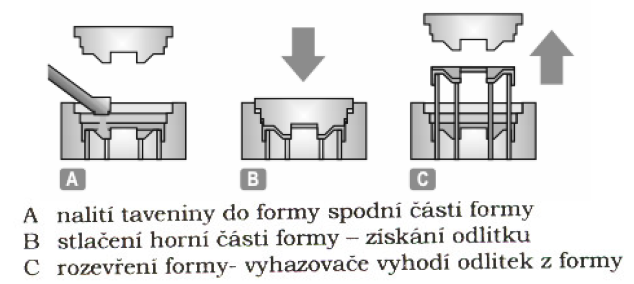 A B C
A nalití taveniny do formy spodní části formy
B stlačení horní části formy – získání odlitku
C rozevření formy- vyhazovače vyhodí odlitek z formy